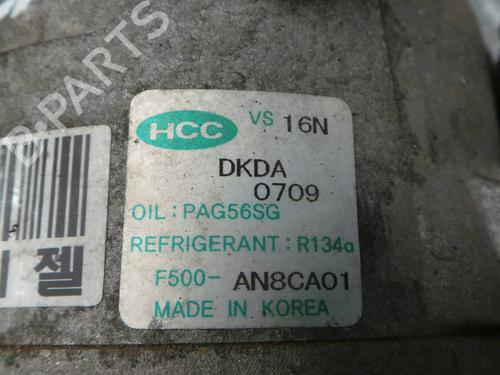 HCC VS 16N
DKDA
0709
OIL : PAG56SG
REFRIGERANT : R134a
F500- AN8CA01
MADE IN KOREA
젤
B-PARTS